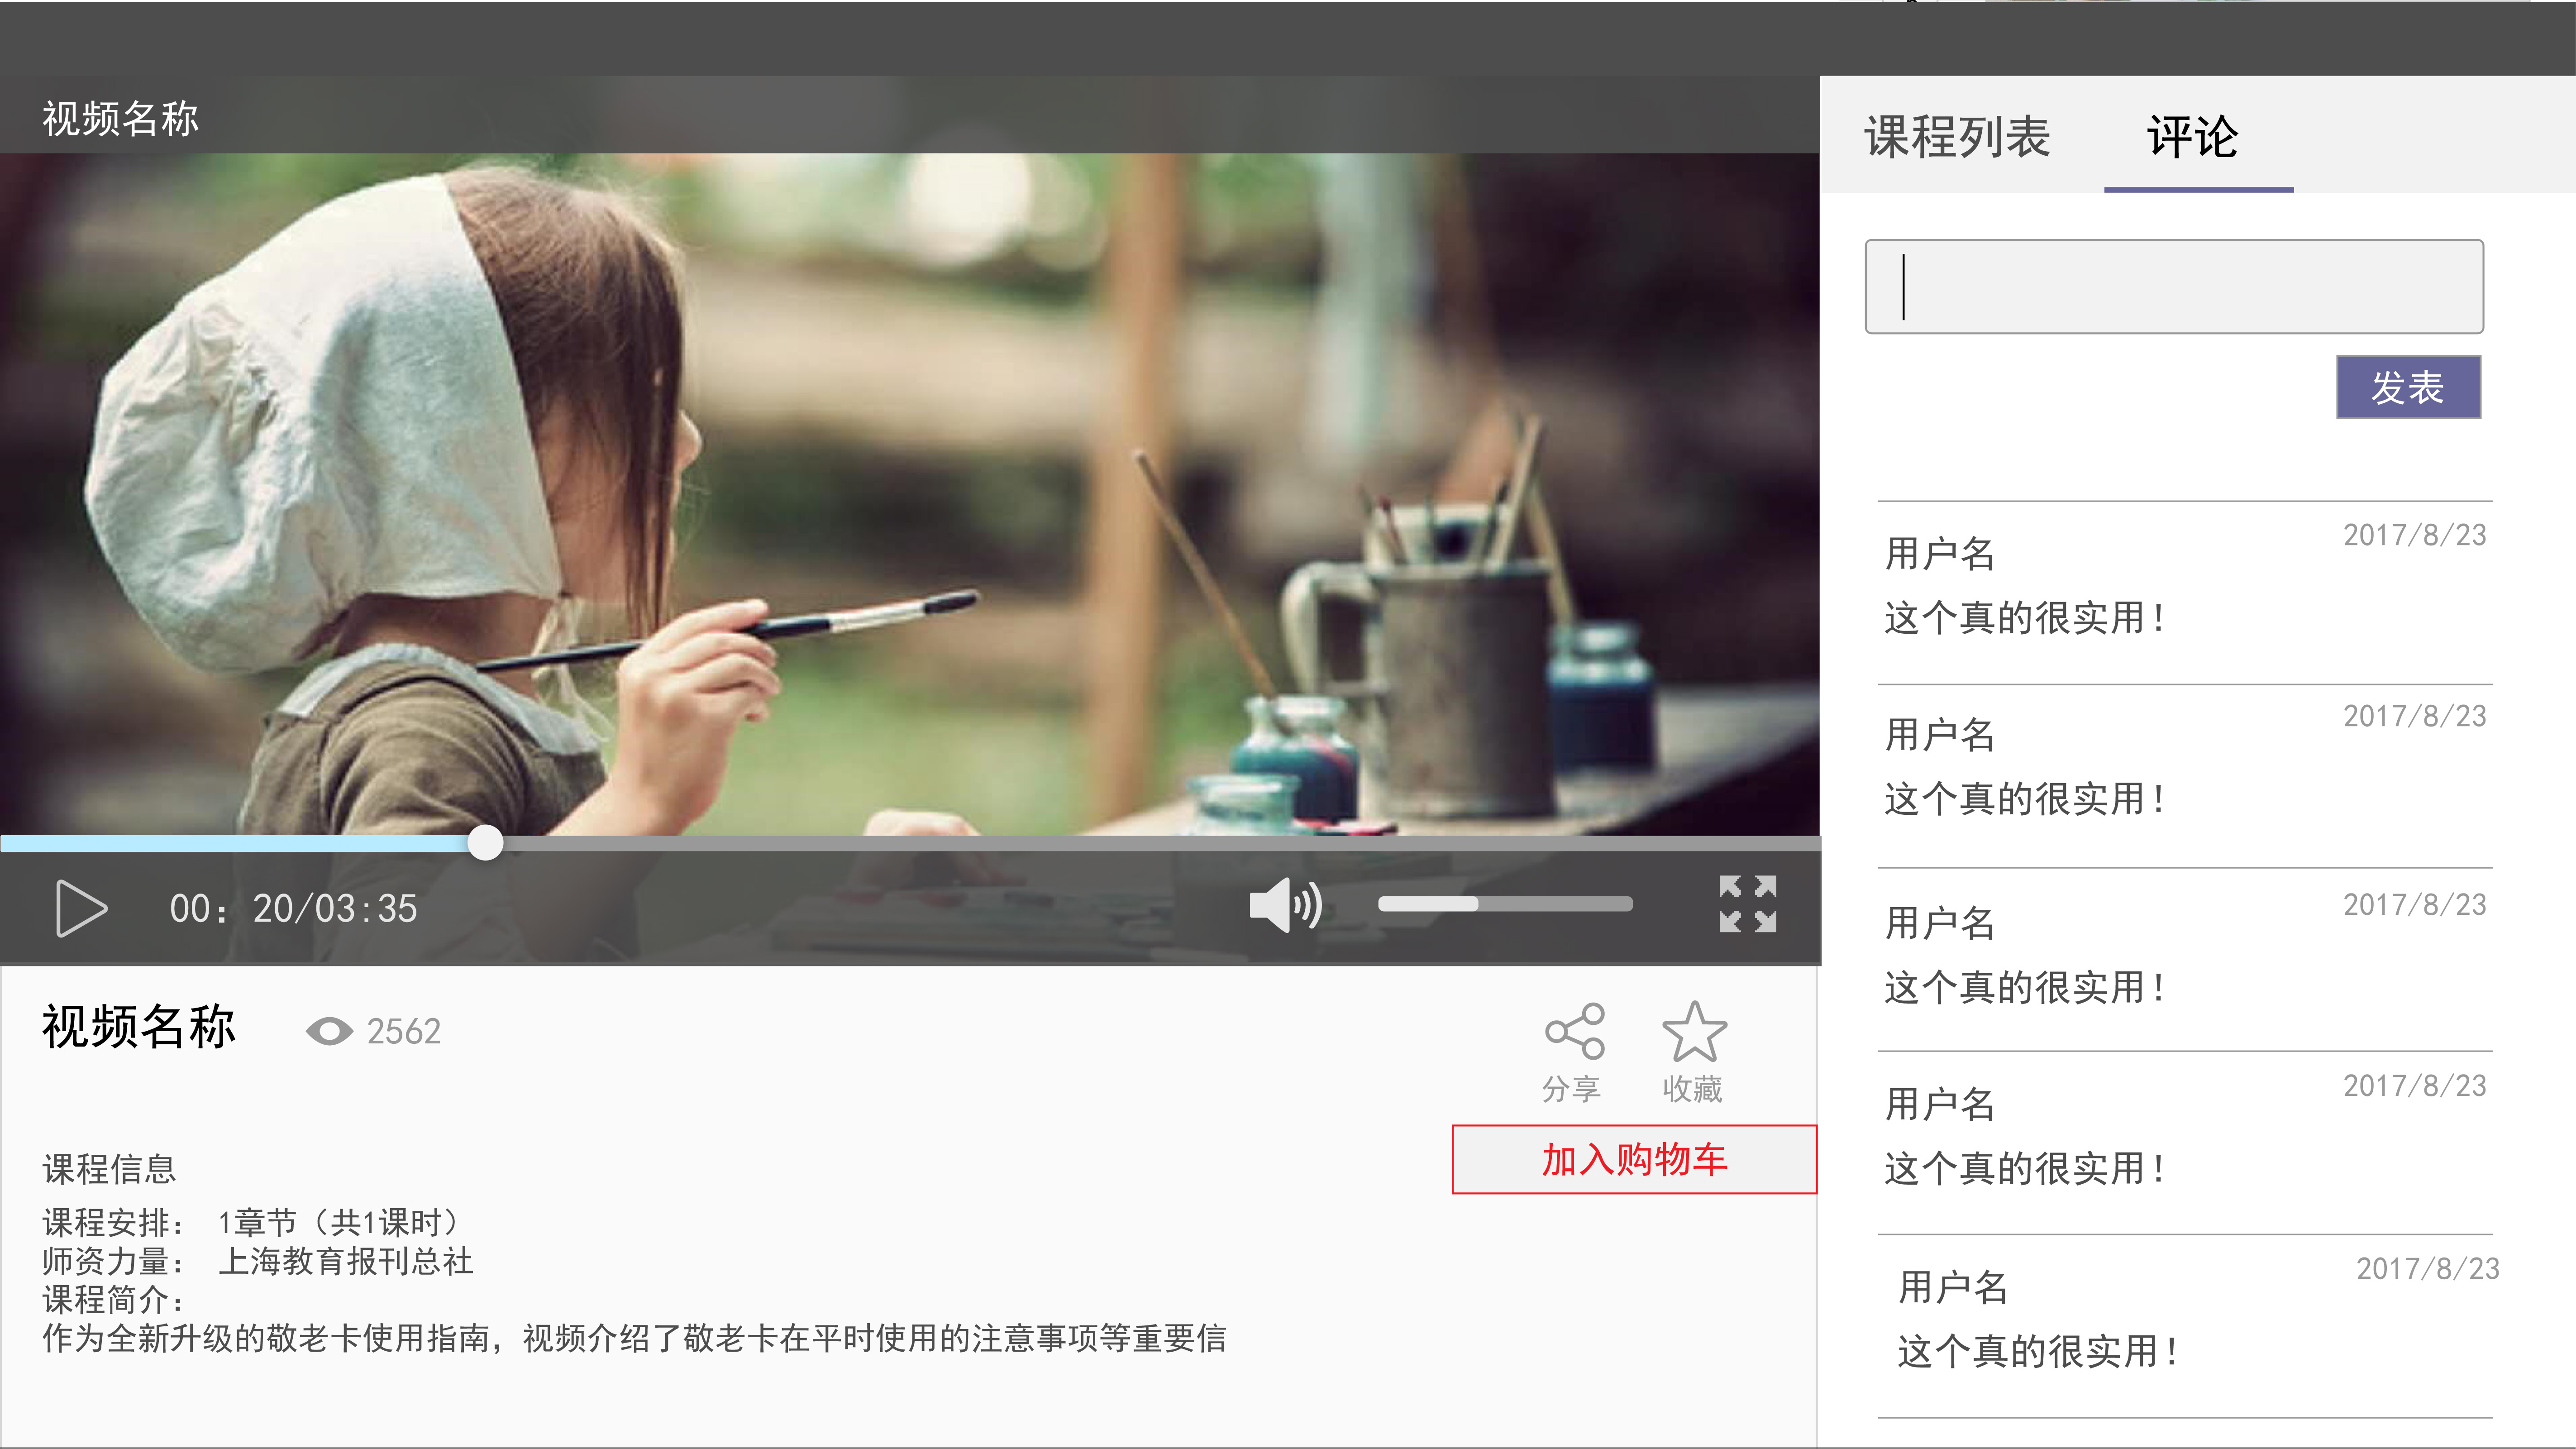 视频名称
00：20/03:35
视频名称
2562
分享
收藏
加入购物车
课程信息
课程安排： 1章节（共1课时）
师资力量： 上海教育报刊总社
课程简介：
作为全新升级的敬老卡使用指南，视频介绍了敬老卡在平时使用的注意事项等重要信
课程列表
评论
发表
用户名
2017/8/23
这个真的很实用！
用户名
2017/8/23
这个真的很实用！
用户名
2017/8/23
这个真的很实用！
用户名
2017/8/23
这个真的很实用！
用户名
2017/8/23
这个真的很实用！